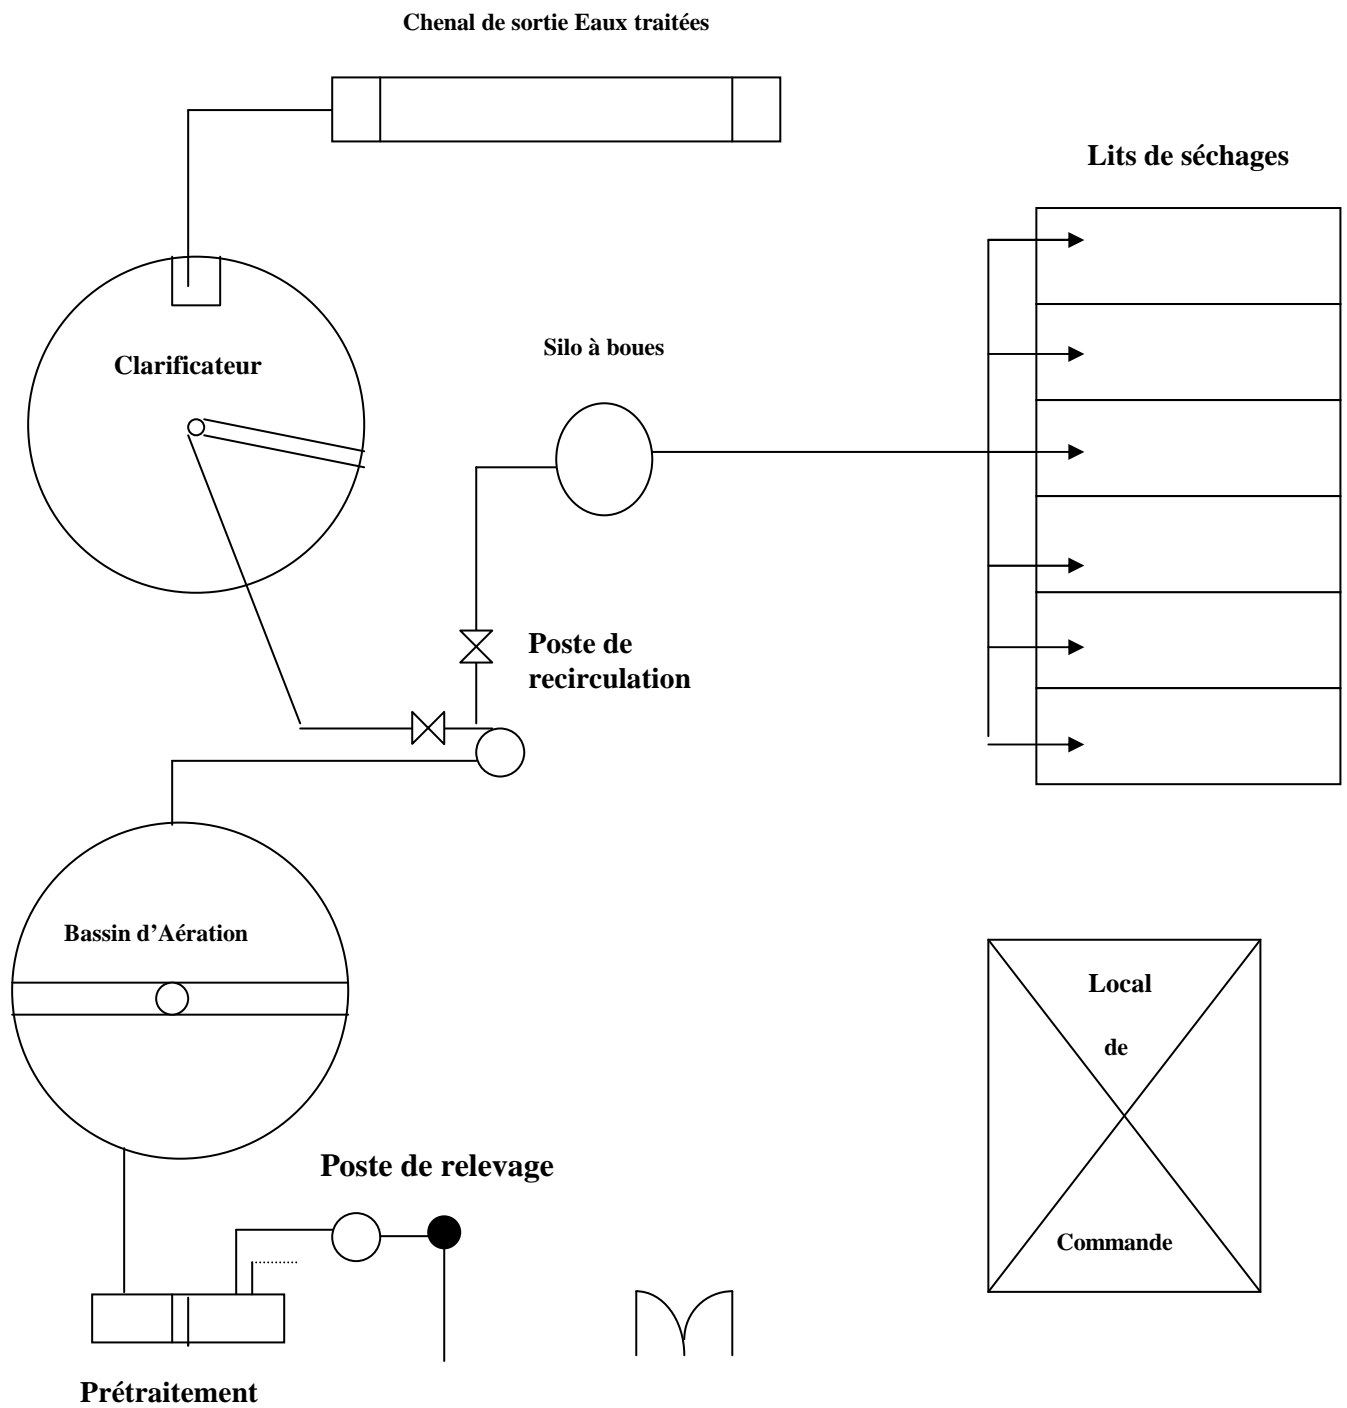 Chenal de sortie Eaux traitées
Lits de séchages
Silo à boues
Clarificateur
Poste de
recirculation
Bassin d’Aération
Local
de
Commande
Poste de relevage
Prétraitement